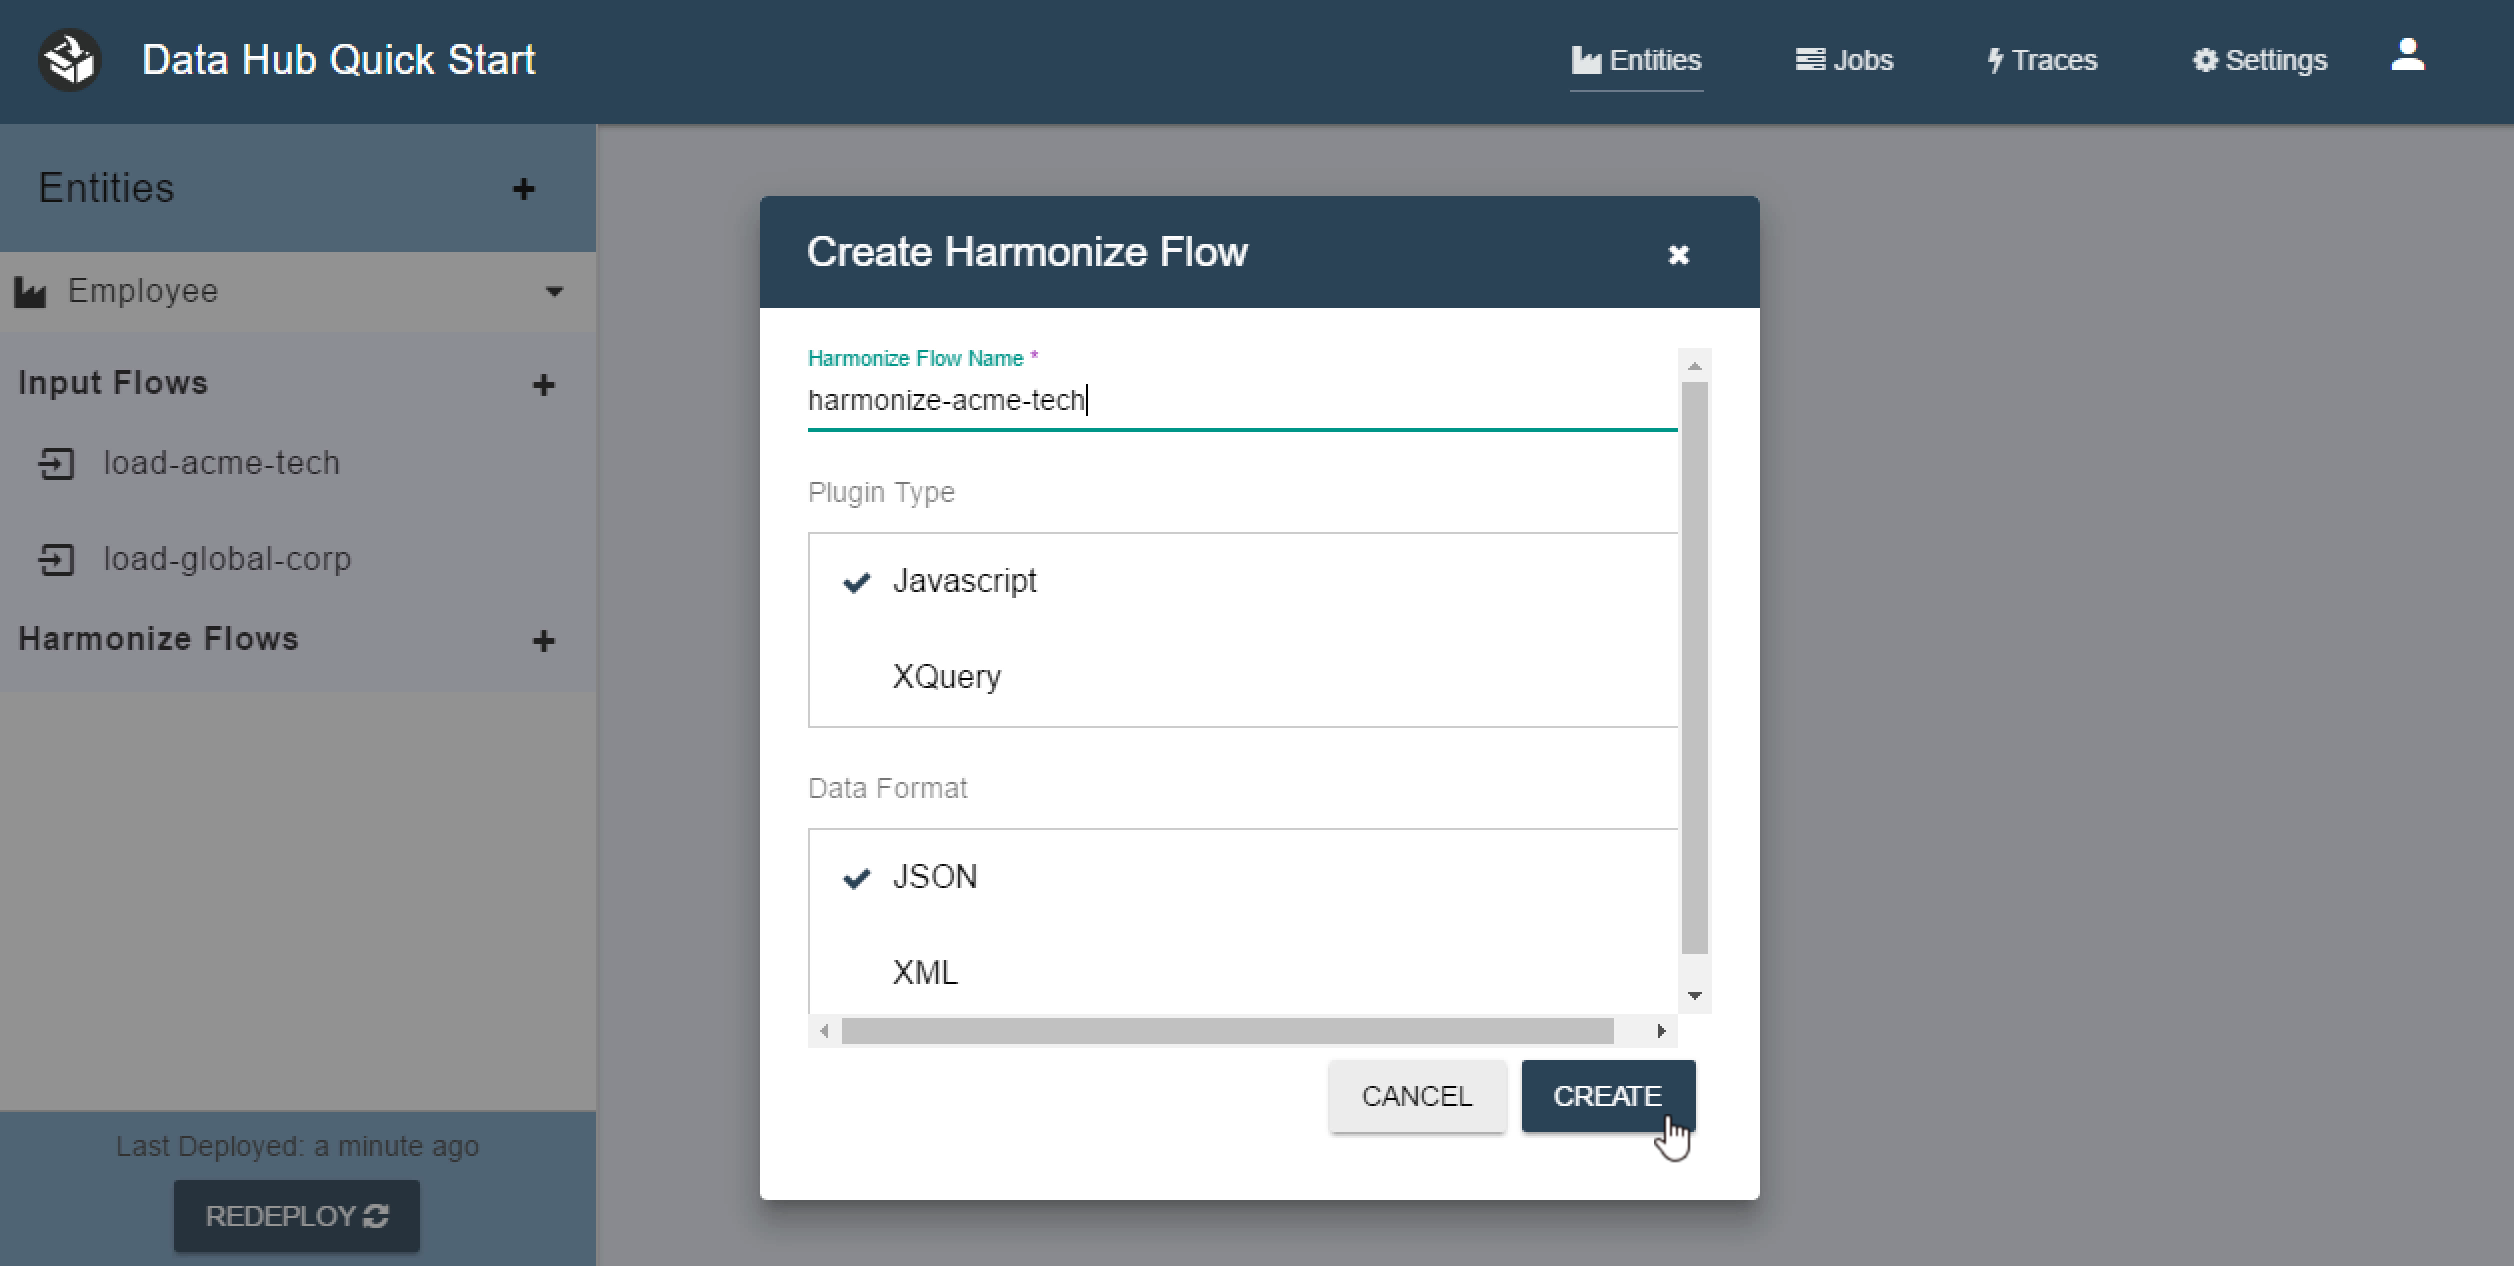 Data Hub Quick Start
Entities
Jobs
Traces
Settings
Entities
Employee
Input Flows
load-acme-tech
load-global-corp
Harmonize Flows
Last Deployed: a minute ago
REDEPLOY
Create Harmonize Flow
Harmonize Flow Name *
harmonize-acme-tech
Plugin Type
Javascript
XQuery
Data Format
JSON
XML
CANCEL
CREATE